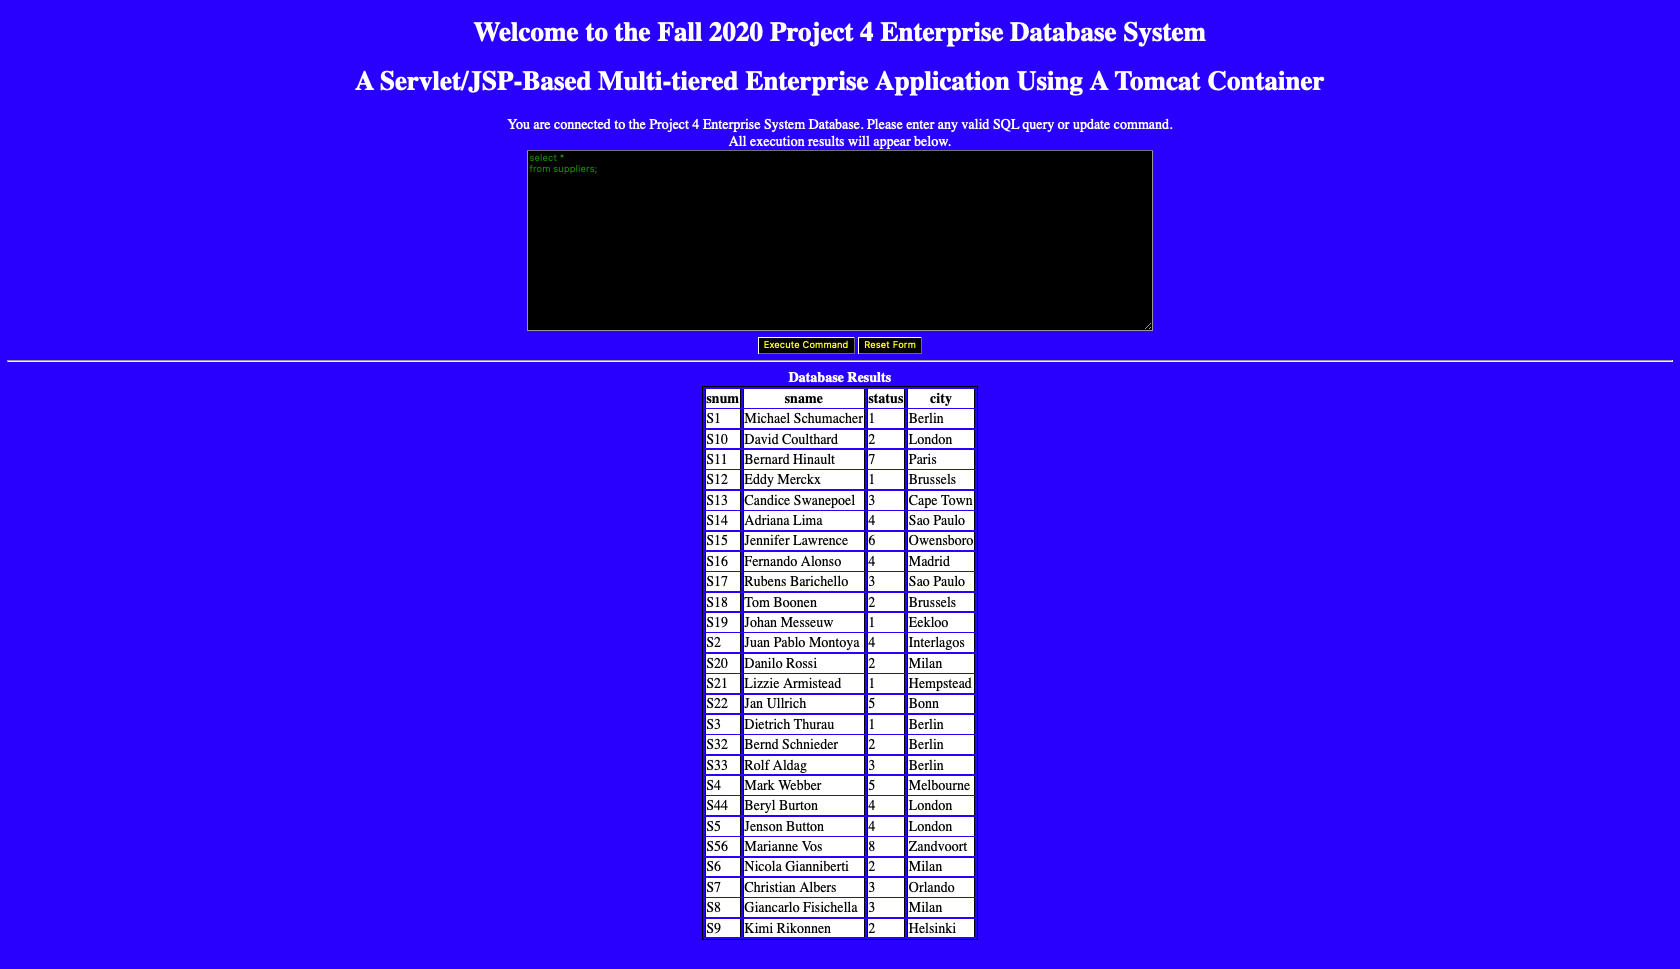 Welcome to the Fall 2020 Project 4 Enterprise Database System
A Servlet/JSP-Based Multi-tiered Enterprise Application Using A Tomcat Container
You are connected to the Project 4 Enterprise System Database. Please enter any valid SQL query or update command.
All execution results will appear below.
select *
from suppliers;
Execute Command Reset Form
Database Results
snum sname status city
S1 Michael Schumacher 1 Berlin
S10 David Coulthard 2 London
S11 Bernard Hinault 7 Paris
S12 Eddy Merckx 1 Brussels
S13 Candice Swanepoel 3 Cape Town
S14 Adriana Lima 4 Sao Paulo
S15 Jennifer Lawrence 6 Owensboro
S16 Fernando Alonso 4 Madrid
S17 Rubens Barichello 3 Sao Paulo
S18 Tom Boonen 2 Brussels
S19 Johan Messeuw 1 Eekloo
S2 Juan Pablo Montoya 4 Interlagos
S20 Danilo Rossi 2 Milan
S21 Lizzie Armistead 1 Hempstead
S22 Jan Ullrich 5 Bonn
S3 Dietrich Thurau 1 Berlin
S32 Bernd Schnieder 2 Berlin
S33 Rolf Aldag 3 Berlin
S4 Mark Webber 5 Melbourne
S44 Beryl Burton 4 London
S5 Jenson Button 4 London
S56 Marianne Vos 8 Zandvoort
S6 Nicola Gianniberti 2 Milan
S7 Christian Albers 3 Orlando
S8 Giancarlo Fisichella 3 Milan
S9 Kimi Rikonnen 2 Helsinki